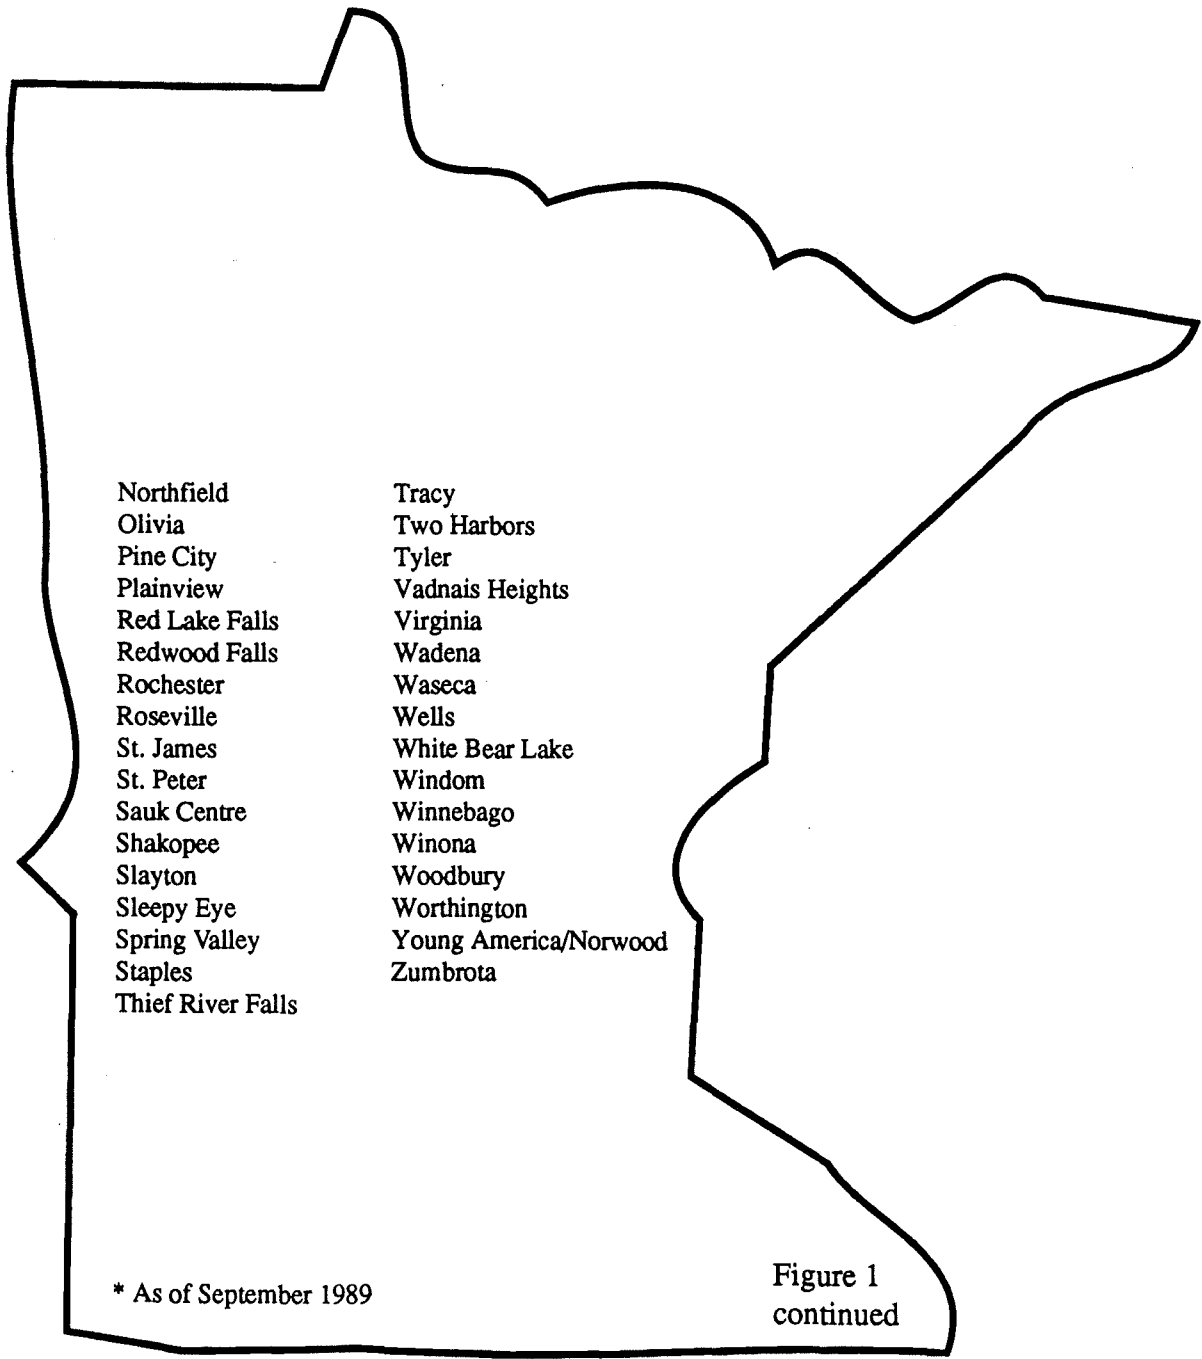 Northfield
Olivia
Pine City
Plainview
Red Lake Falls
Redwood Falls
Rochester
Roseville
St. James
St. Peter
Sauk Centre
Shakopee
Slayton
Sleepy Eye
Spring Valley
Staples
Thief River Falls
Tracy
Two Harbors
Tyler
Vadnais Heights
Virginia
Wadena
Waseca
Wells
White Bear Lake
Windom
Winnebago
Winona
Woodbury
Worthington
Young America/Norwood
Zumbrota
* As of September 1989
Figure 1
continued